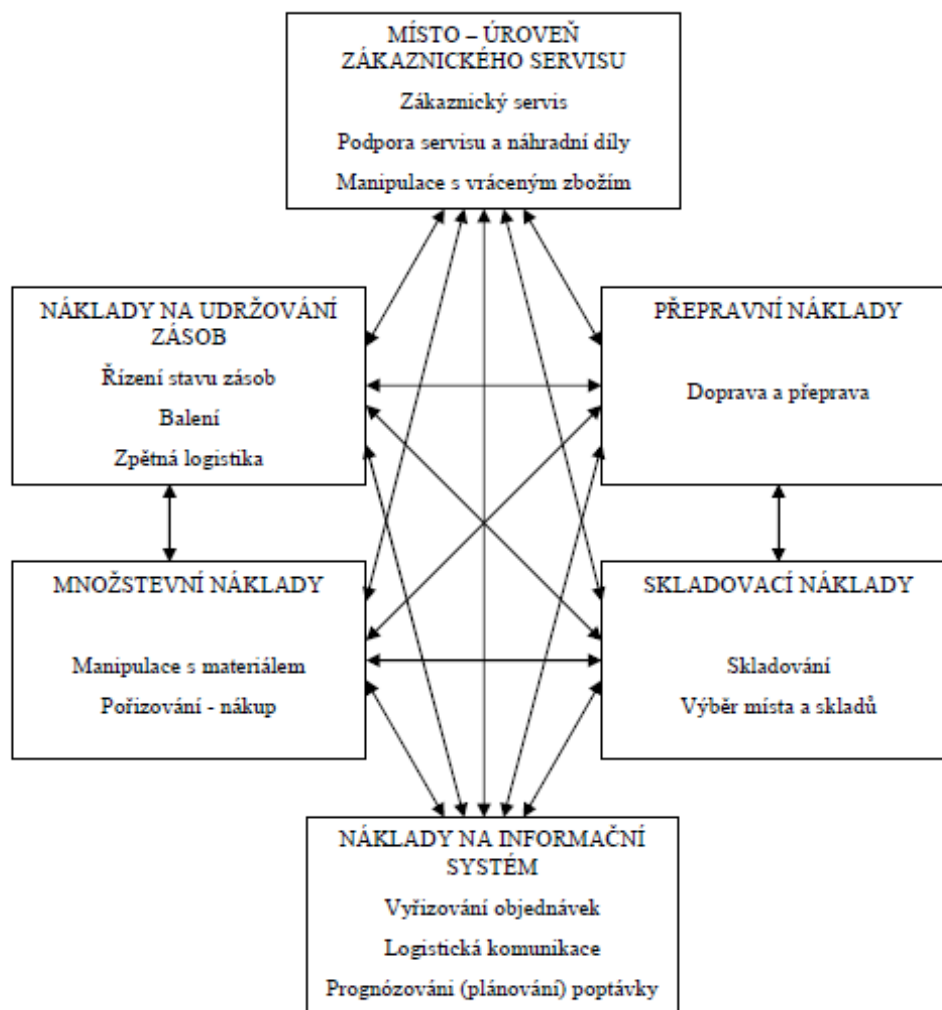 MÍSTO – ÚROVEŇ
ZÁKAZNICKÉHO SERVISU
Zákaznický servis
Podpora servisu a náhradní díly
Manipulace s vráceným zbožím
NÁKLADY NA UDRŽOVÁNÍ
ZÁSOB
Řízení stavu zásob
Balení
Zpětná logistika
PŘEPRAVNÍ NÁKLADY
Doprava a přeprava
MNOŽSTEVNÍ NÁKLADY
Manipulace s materiálem
Pořizování - nákup
SKLADOVACÍ NÁKLADY
Skladování
Výběr místa a skladů
NÁKLADY NA INFORMAČNÍ
SYSTÉM
Vyřizování objednávek
Logistická komunikace
Prognózováni (plánování) poptávky